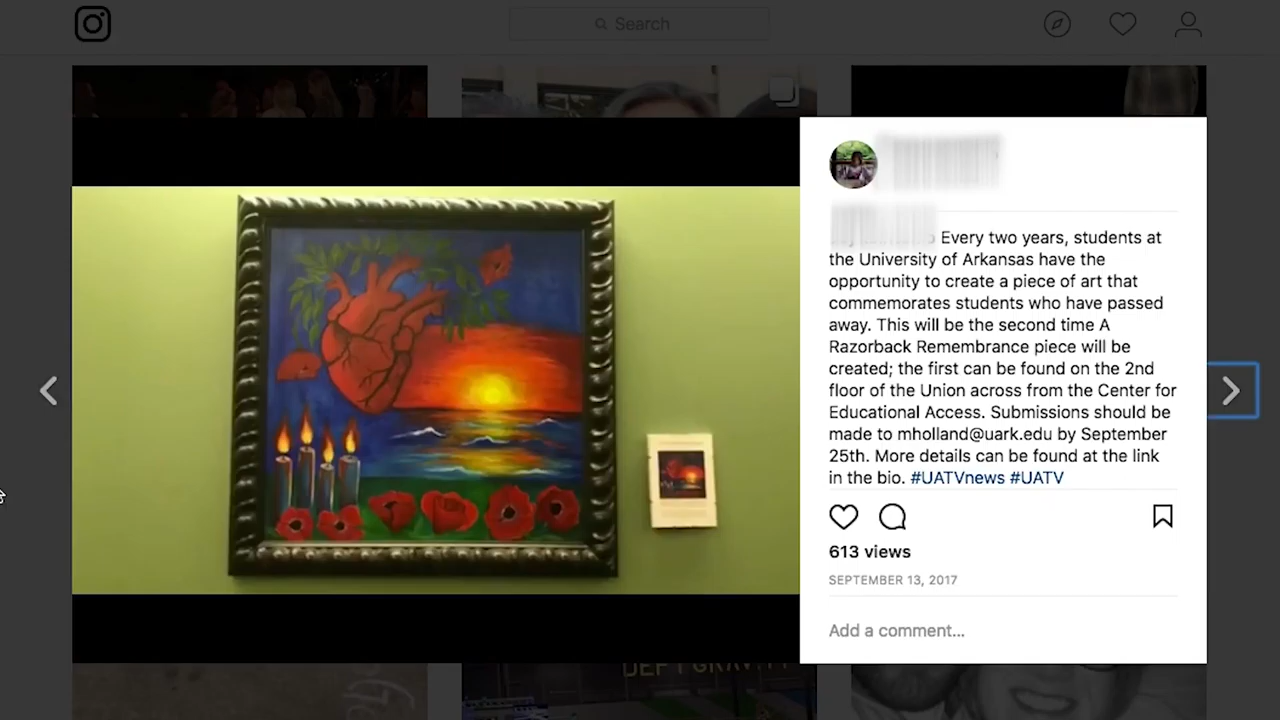 Search
Every two years, students at
the University of Arkansas have the
opportunity to create a piece of art that
commemorates students who have passed
away. This will be the second time A
Razorback Remembrance piece will be
created; the first can be found on the 2nd
floor of the Union across from the Center for
Educational Access. Submissions should be
made to mholland@uark.edu by September
25th. More details can be found at the link
in the bio. #UATVnews #UATV
613 views
SEPTEMBER 13, 2017
Add a comment...